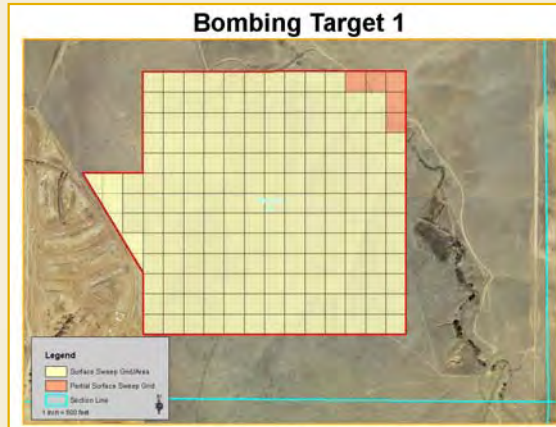 Bombing Target 1
Legend
Surface Sweep Grid/Area
Partial Surface Sweep Grid
Section Line
1 inch = 500 feet